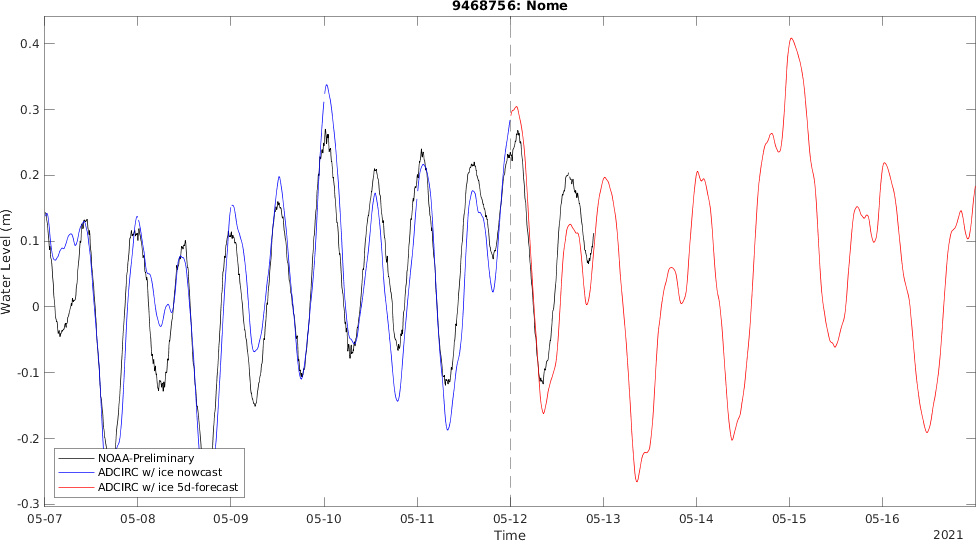 9468756: Nome
Water Level (m)
0.4
0.3
0.2
0.1
0
-0.1
-0.2
-0.3
NOAA-Preliminary
ADCIRC w/ ice nowcast
ADCIRC w/ ice 5d-forecast
05-07 05-08 05-09 05-10 05-11 05-12 05-13 05-14 05-15 05-16
Time
2021